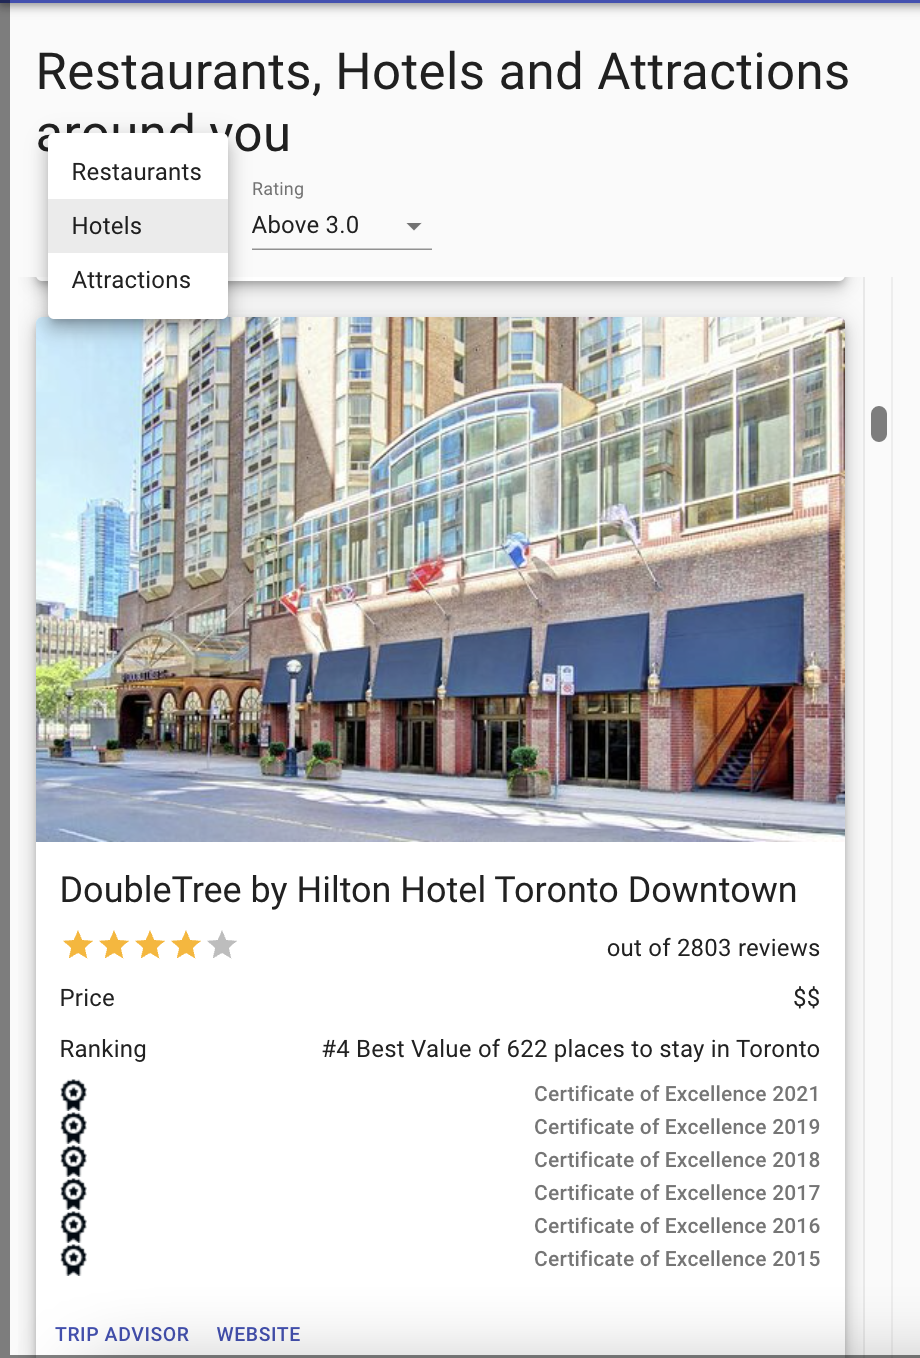 Restaurants, Hotels and Attractions
around you
Restaurants
Hotels
Attractions
Rating
Above 3.0
DoubleTree by Hilton Hotel Toronto Downtown
out of 2803 reviews
Price
$$
Ranking
#4 Best Value of 622 places to stay in Toronto
Certificate of Excellence 2021
Certificate of Excellence 2019
Certificate of Excellence 2018
Certificate of Excellence 2017
Certificate of Excellence 2016
Certificate of Excellence 2015
TRIP ADVISOR WEBSITE